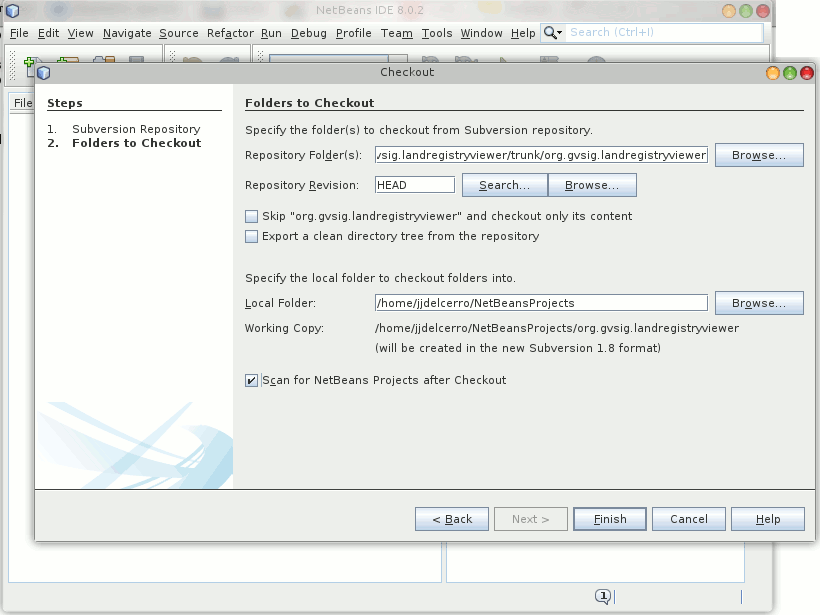 NetBeans IDE 8.0.2
File Edit View Navigate Source Refactor Run Debug Profile Team Tools Window Help Search (Ctrl+I)
Checkout
File
Steps
1. Subversion Repository
2. Folders to Checkout
Folders to Checkout
Specify the folder(s) to checkout from Subversion repository.
Repository Folder(s): vsig.landregistryviewer/trunk/org.gvsig.landregistryviewer Browse...
Repository Revision: HEAD Search... Browse...
Skip "org.gvsig.landregistryviewer" and checkout only its content
Export a clean directory tree from the repository
Specify the local folder to checkout folders into.
Local Folder: /home/jjdelcerro/NetBeansProjects Browse...
Working Copy: /home/jjdelcerro/NetBeansProjects/org.gvsig.landregistryviewer
(will be created in the new Subversion 1.8 format)
Scan for NetBeans Projects after Checkout
< Back Next > Finish Cancel Help
1